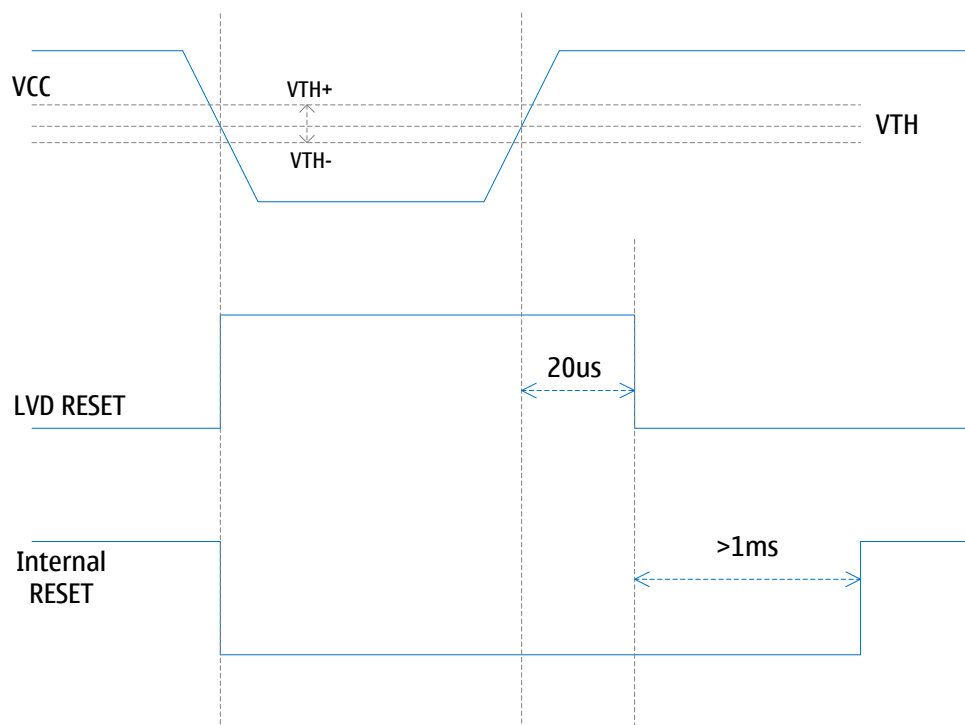 VCC
VTH+
VTH
VTH-
20us
LVD RESET
>1ms
Internal
RESET